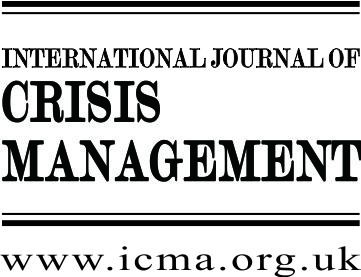 INTERNATIONAL JOURNAL OF
CRISIS
MANAGEMENT
www.icma.org.uk